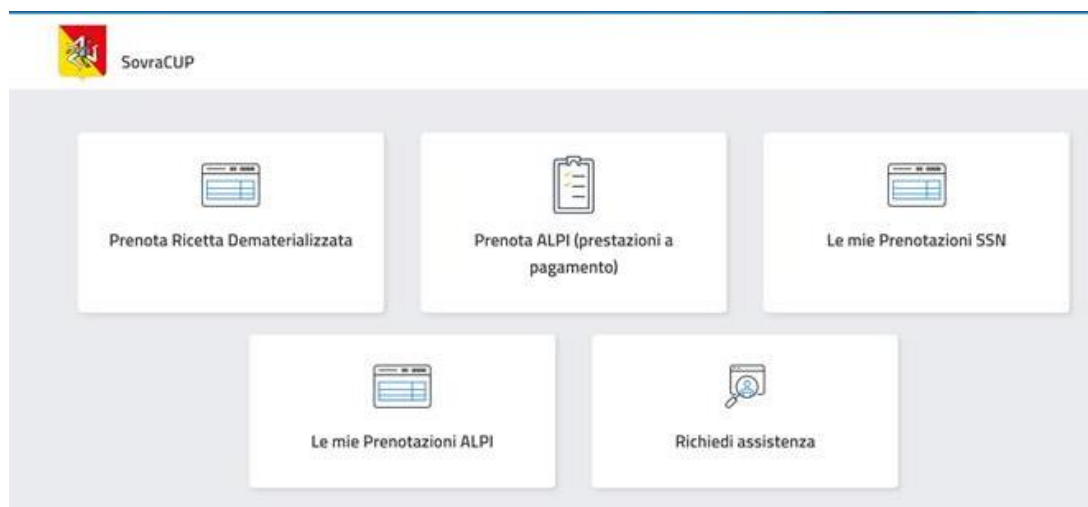 SovraCUP
Prenota Ricetta Dematerializzata
Prenota ALPI (prestazioni a
pagamento)
Le mie Prenotazioni SSN
Le mie Prenotazioni ALPI
Richiedi assistenza